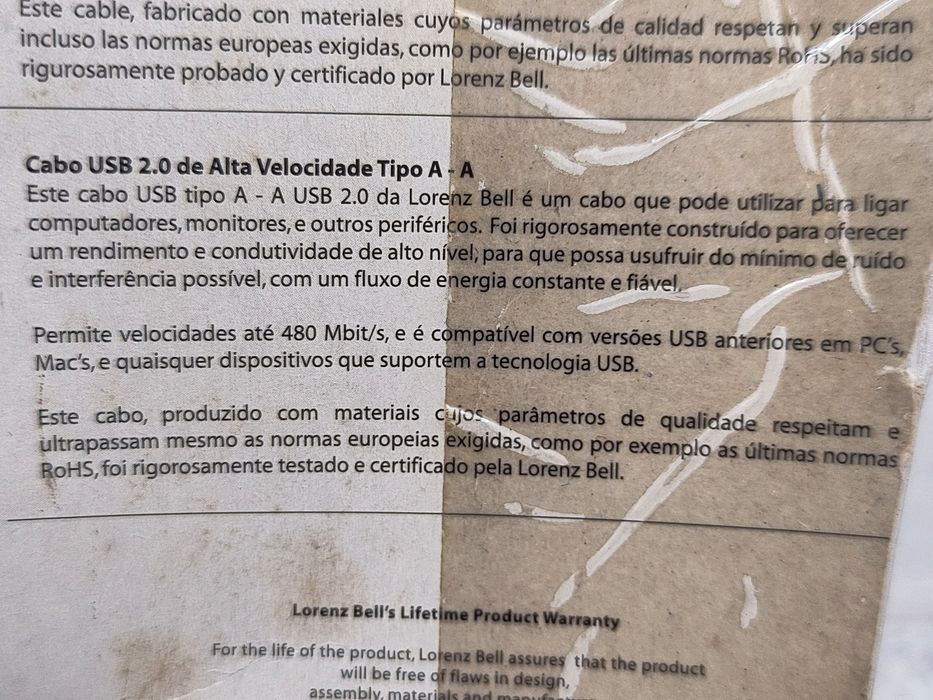 Este cable, fabricado con materiales cuyos parámetros de calidad respetan y superan
incluso las normas europeas exigidas, como por ejemplo las últimas normas RoHS, ha sido
rigurosamente probado y certificado por Lorenz Bell.
Cabo USB 2.0 de Alta Velocidade Tipo A - A
Este cabo USB tipo A - A USB 2.0 da Lorenz Bell é um cabo que pode utilizar para ligar
computadores, monitores, e outros periféricos. Foi rigorosamente construído para oferecer
um rendimento e condutividade de alto nível, para que possa usufruir do mínimo de ruído
e interferência possível, com um fluxo de energia constante e fiável.
Permite velocidades até 480 Mbit/s, e é compatível com versões USB anteriores em PC's,
Mac's, e quaisquer dispositivos que suportem a tecnologia USB.
Este cabo, produzido com materiais cujos parâmetros de qualidade respeitam e
ultrapassam mesmo as normas europeias exigidas, como por exemplo as últimas normas
RoHS, foi rigorosamente testado e certificado pela Lorenz Bell.
Lorenz Bell's Lifetime Product Warranty
For the life of the product, Lorenz Bell assures that the product
will be free of flaws in design,
assembly, materials and